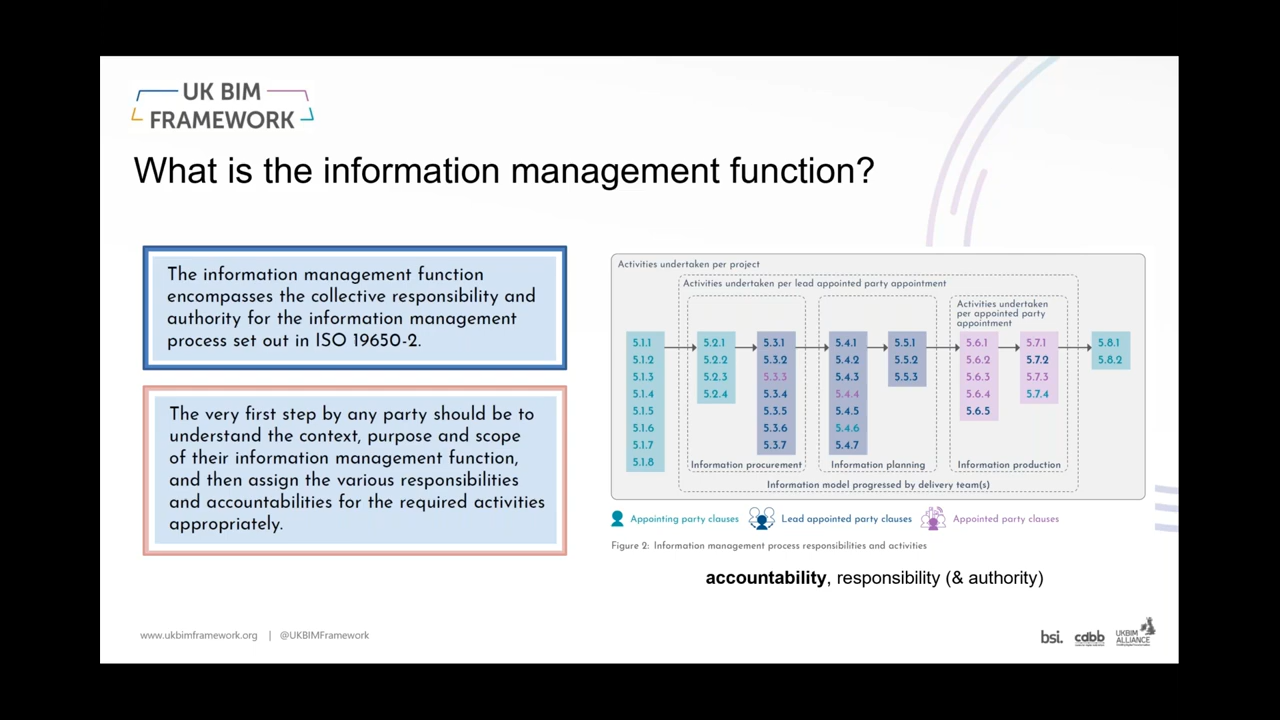 UK BIM
FRAMEWORK
What is the information management function?
The information management function
encompasses the collective responsibility and
authority for the information management
process set out in ISO 19650-2.
The very first step by any party should be to
understand the context, purpose and scope
of their information management function,
and then assign the various responsibilities
and accountabilities for the required activities
appropriately.
Activities undertaken per project
Activities undertaken per lead appointed party appointment
Activities undertaken
per appointed party
appointment
5.1.1
5.1.2
5.1.3
5.1.4
5.1.5
5.1.6
5.1.7
5.1.8
5.2.1
5.2.2
5.2.3
5.2.4
5.3.1
5.3.2
5.3.3
5.3.4
5.3.5
5.3.6
5.3.7
5.4.1
5.4.2
5.4.3
5.4.4
5.4.5
5.4.6
5.4.7
5.5.1
5.5.2
5.5.3
5.6.1
5.6.2
5.6.3
5.6.4
5.6.5
5.7.1
5.7.2
5.7.3
5.7.4
5.8.1
5.8.2
Information procurement
Information planning
Information production
Information model progressed by delivery team(s)
Appointing party clauses
Lead appointed party clauses
Appointed party clauses
Figure 2: Information management process responsibilities and activities
accountability, responsibility (& authority)
www.ukbimframework.org | @UKBIMFramework
bsi.
cdbb
UKBIM
ALLIANCE